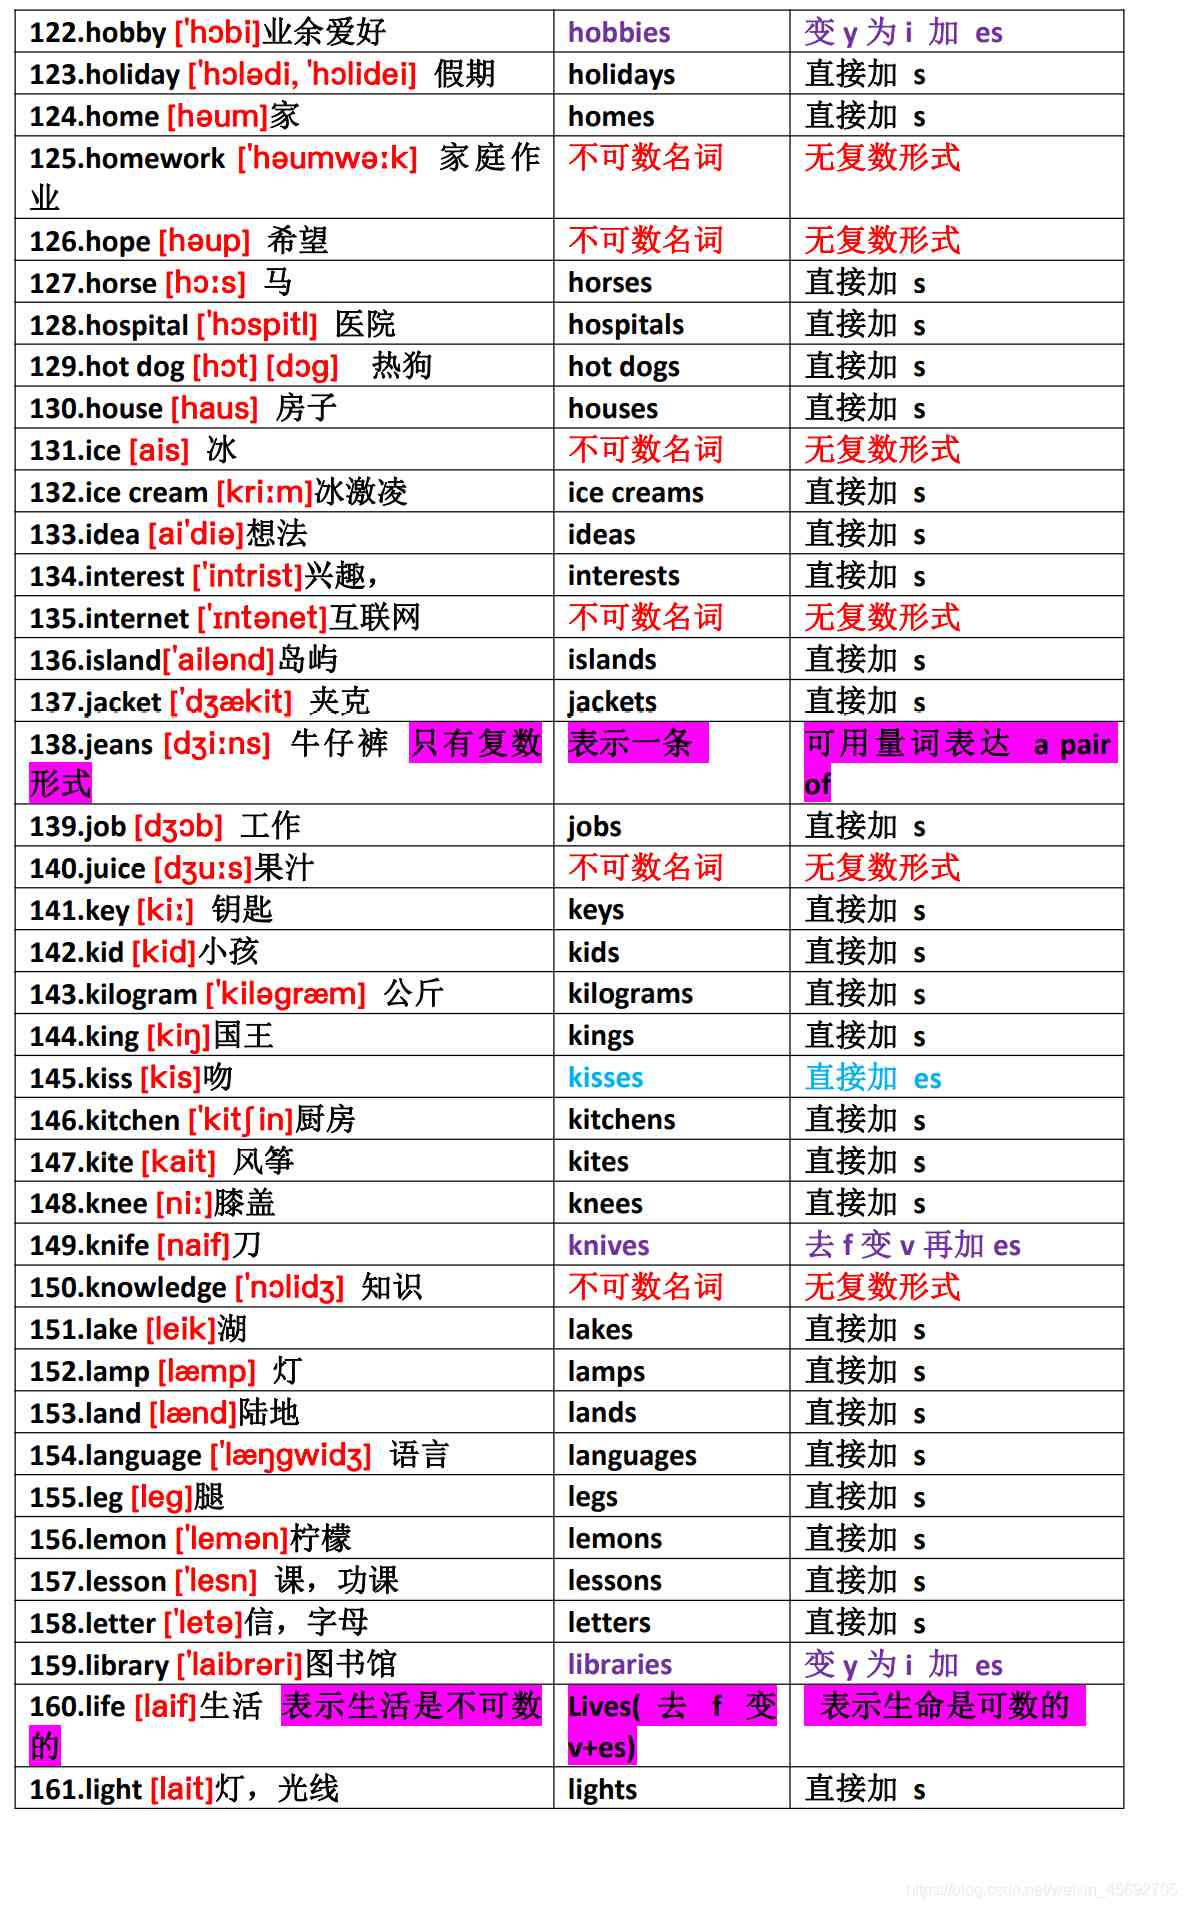 122.hobby ['hɔbi]业余爱好 hobbies 变 y 为 i 加 es
123.holiday ['hɔlədi, 'hɔlidei] 假期 holidays 直接加 s
124.home [həum]家 homes 直接加 s
125.homework ['həumwə:k] 家庭作 不可数名词 无复数形式
业
126.hope [həup] 希望 不可数名词 无复数形式
127.horse [hɔ:s] 马 horses 直接加 s
128.hospital ['hɔspitl] 医院 hospitals 直接加 s
129.hot dog [hɔt] [dɔg] 热狗 hot dogs 直接加 s
130.house [haus] 房子 houses 直接加 s
131.ice [ais] 冰 不可数名词 无复数形式
132.ice cream [kri:m]冰激凌 ice creams 直接加 s
133.idea [ai'diə]想法 ideas 直接加 s
134.interest ['intrist]兴趣， interests 直接加 s
135.internet ['ɪntənet]互联网 不可数名词 无复数形式
136.island['ailənd]岛屿 islands 直接加 s
137.jacket ['dʒækit] 夹克 jackets 直接加 s
138.jeans [dʒi:ns] 牛仔裤 只有复数 表示一条 可用量词表达 a pair
形式 of
139.job [dʒɔb] 工作 jobs 直接加 s
140.juice [dʒu:s]果汁 不可数名词 无复数形式
141.key [ki:] 钥匙 keys 直接加 s
142.kid [kid]小孩 kids 直接加 s
143.kilogram ['kiləgræm] 公斤 kilograms 直接加 s
144.king [kiŋ]国王 kings 直接加 s
145.kiss [kis]吻 kisses 直接加 es
146.kitchen ['kitʃin]厨房 kitchens 直接加 s
147.kite [kait] 风筝 kites 直接加 s
148.knee [ni:]膝盖 knees 直接加 s
149.knife [naif]刀 knives 去 f 变 v 再加 es
150.knowledge ['nɔlidʒ] 知识 不可数名词 无复数形式
151.lake [leik]湖 lakes 直接加 s
152.lamp [læmp] 灯 lamps 直接加 s
153.land [lænd]陆地 lands 直接加 s
154.language ['læŋgwidʒ] 语言 languages 直接加 s
155.leg [leg]腿 legs 直接加 s
156.lemon ['lemən]柠檬 lemons 直接加 s
157.lesson ['lesn] 课，功课 lessons 直接加 s
158.letter ['letə]信，字母 letters 直接加 s
159.library ['laibrəri]图书馆 libraries 变 y 为 i 加 es
160.life [laif]生活 表示生活是不可数 Lives( 去 f 变 表示生命是可数的
的 v+es)
161.light [lait]灯，光线 lights 直接加 s
https://blog.csdn.net/weixin_45692705